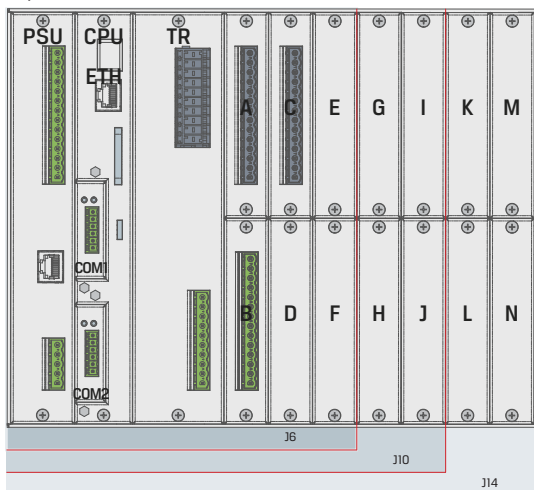 PSU CPU TR
ETH
A C E G I K M
COM1
B D F H J L N
COM2
J6
J10
J14